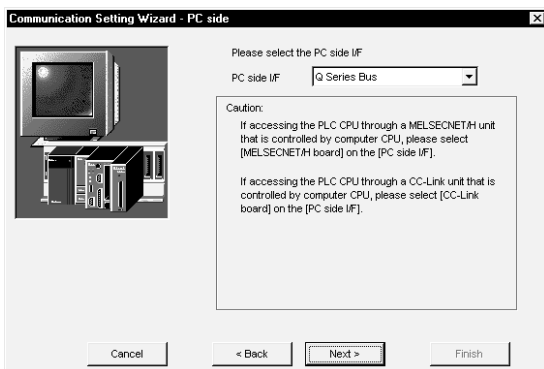 Communication Setting Wizard - PC side
Please select the PC side I/F
PC side I/F
Q Series Bus
Caution:
If accessing the PLC CPU through a MELSECNET/H unit
that is controlled by computer CPU, please select
[MELSECNET/H board] on the [PC side I/F].
If accessing the PLC CPU through a CC-Link unit that is
controlled by computer CPU, please select [CC-Link
board] on the [PC side I/F].
Cancel
< Back
Next >
Finish